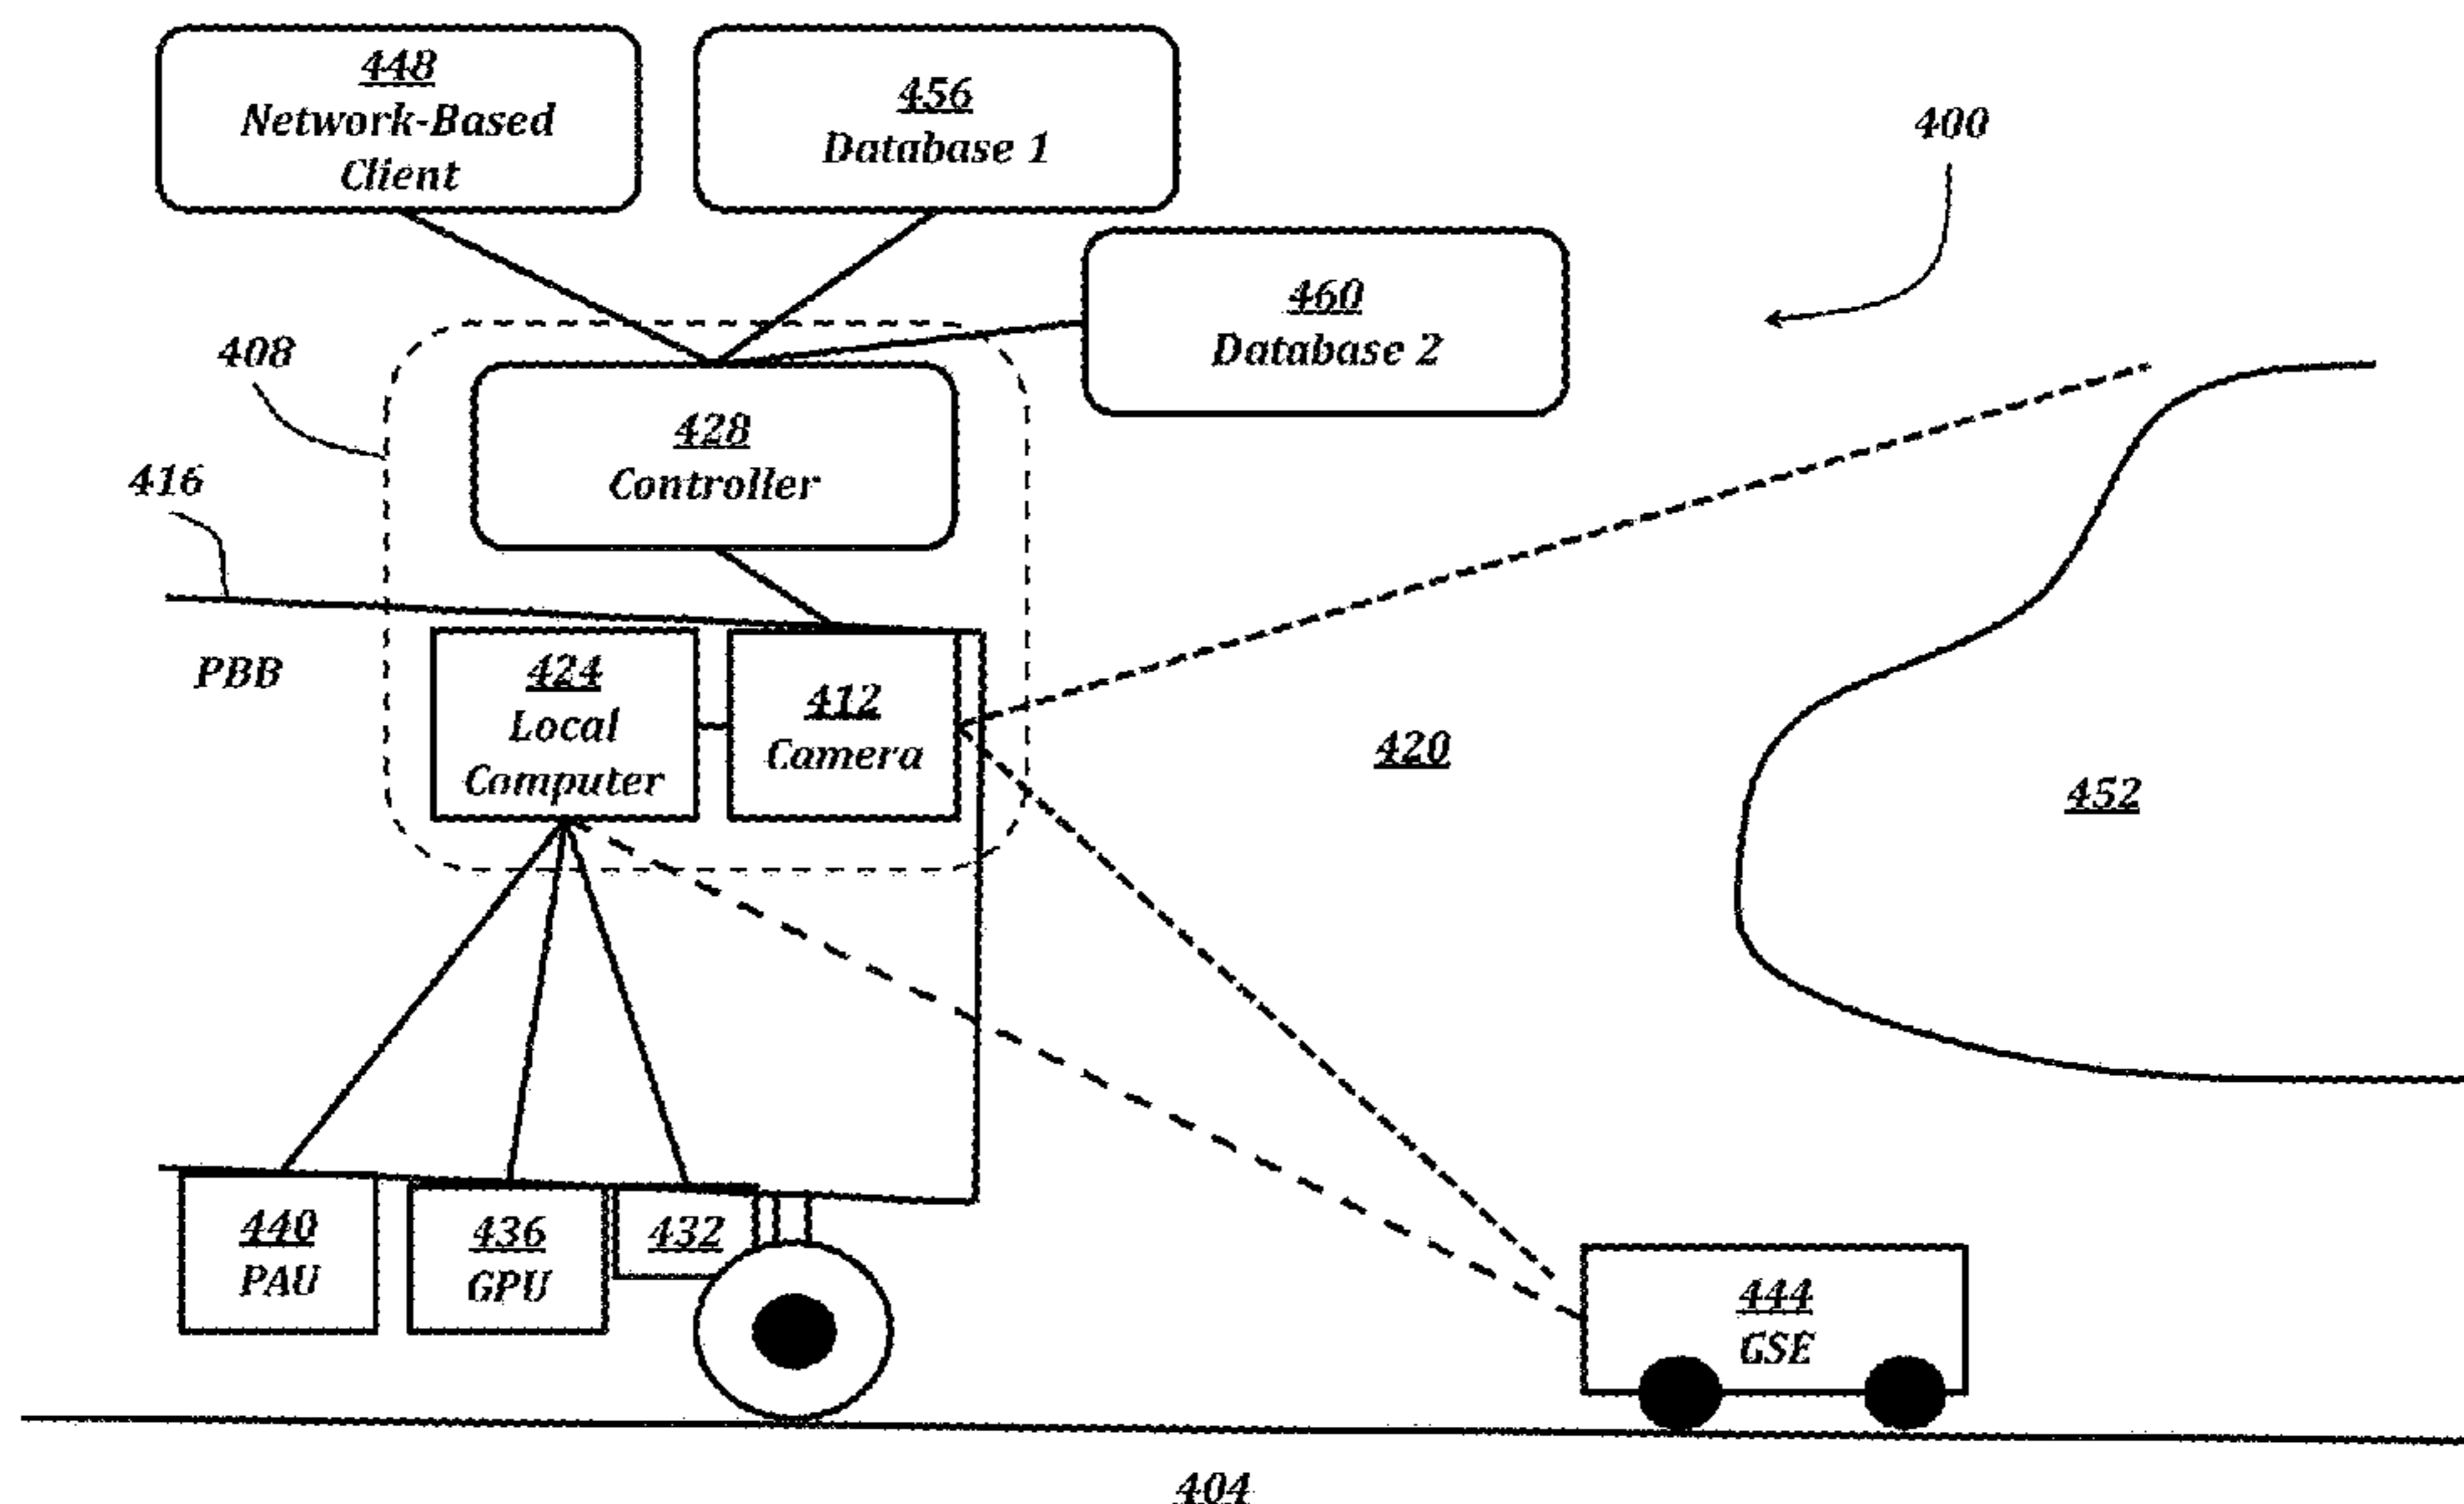 448
Network-Based
Client
456
Database 1
400
460
Database 2
408
428
Controller
416
PBB
424
Local
Computer
412
Camera
420
452
440
PAU
436
GPU
432
444
GSE
404